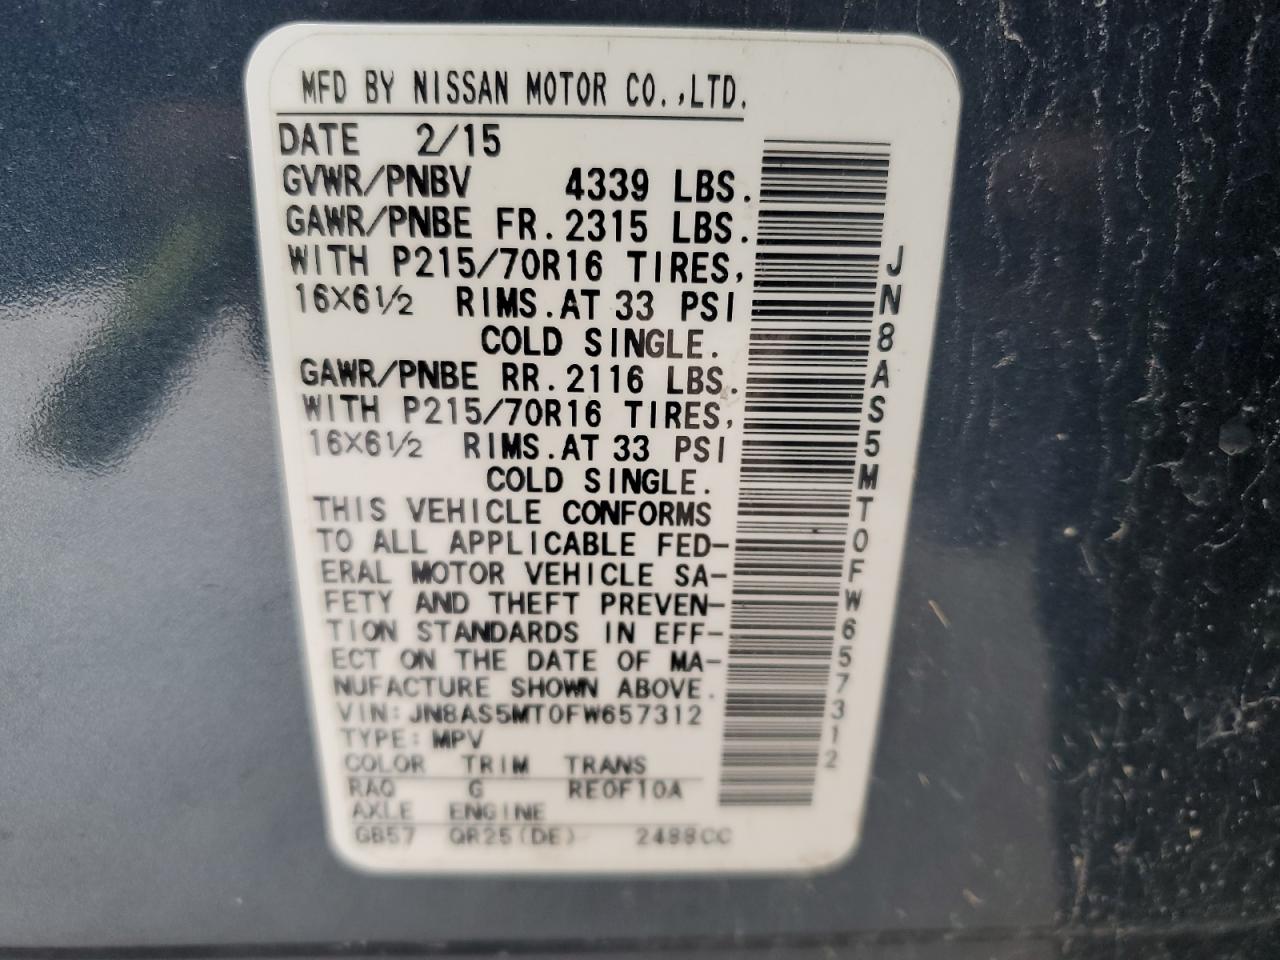 MFD BY NISSAN MOTOR CO.,LTD.
DATE 2/15
GVWR/PNBV 4339 LBS.
GAWR/PNBE FR. 2315 LBS.
WITH P215/70R16 TIRES,
16X6½ RIMS.AT 33 PSI
COLD SINGLE.
GAWR/PNBE RR. 2116 LBS.
WITH P215/70R16 TIRES,
16X6½ RIMS.AT 33 PSI
COLD SINGLE.
THIS VEHICLE CONFORMS
TO ALL APPLICABLE FED-
ERAL MOTOR VEHICLE SA-
FETY AND THEFT PREVEN-
TION STANDARDS IN EFF-
ECT ON THE DATE OF MA-
NUFACTURE SHOWN ABOVE.
VIN: JN8AS5MT0FW657312
TYPE: MPV
COLOR TRIM TRANS
RAQ G RE0F10A
AXLE ENGINE
GB57 QR25(DE) 2488CC
JN8AS5MT0FW657312